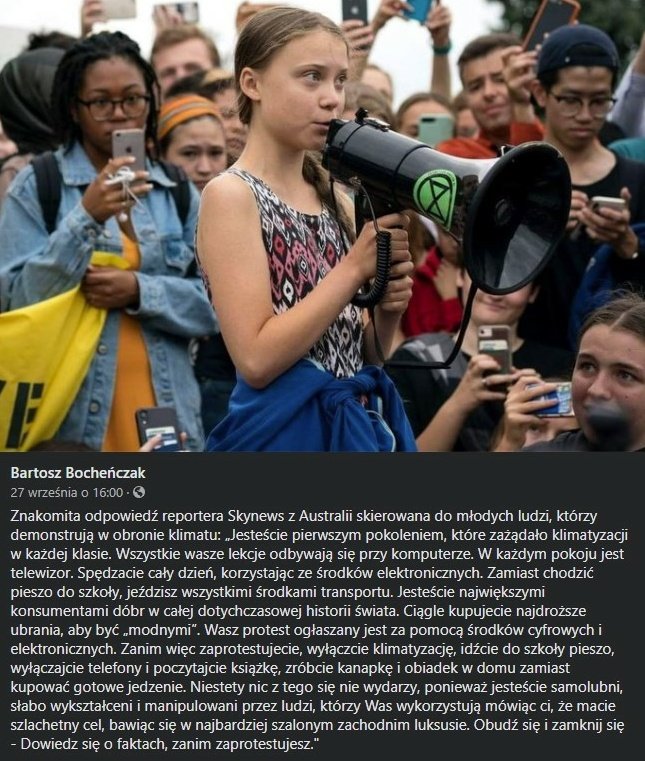 E
Bartosz Bocheńczak
27 września o 16:00 ·
Znakomita odpowiedź reportera Skynews z Australii skierowana do młodych ludzi, którzy
demonstrują w obronie klimatu: „Jesteście pierwszym pokoleniem, które zażądało klimatyzacji
w każdej klasie. Wszystkie wasze lekcje odbywają się przy komputerze. W każdym pokoju jest
telewizor. Spędzacie cały dzień, korzystając ze środków elektronicznych. Zamiast chodzić
pieszo do szkoły, jeździsz wszystkimi środkami transportu. Jesteście największymi
konsumentami dóbr w całej dotychczasowej historii świata. Ciągle kupujecie najdroższe
ubrania, aby być „modnymi”. Wasz protest ogłaszany jest za pomocą środków cyfrowych i
elektronicznych. Zanim więc zaprotestujecie, wyłączcie klimatyzację, idźcie do szkoły pieszo,
wyłączajcie telefony i poczytajcie książkę, zróbcie kanapkę i obiadek w domu zamiast
kupować gotowe jedzenie. Niestety nic z tego się nie wydarzy, ponieważ jesteście samolubni,
słabo wykształceni i manipulowani przez ludzi, którzy Was wykorzystują mówiąc ci, że macie
szlachetny cel, bawiąc się w najbardziej szalonym zachodnim luksusie. Obudź się i zamknij się
- Dowiedz się o faktach, zanim zaprotestujesz."